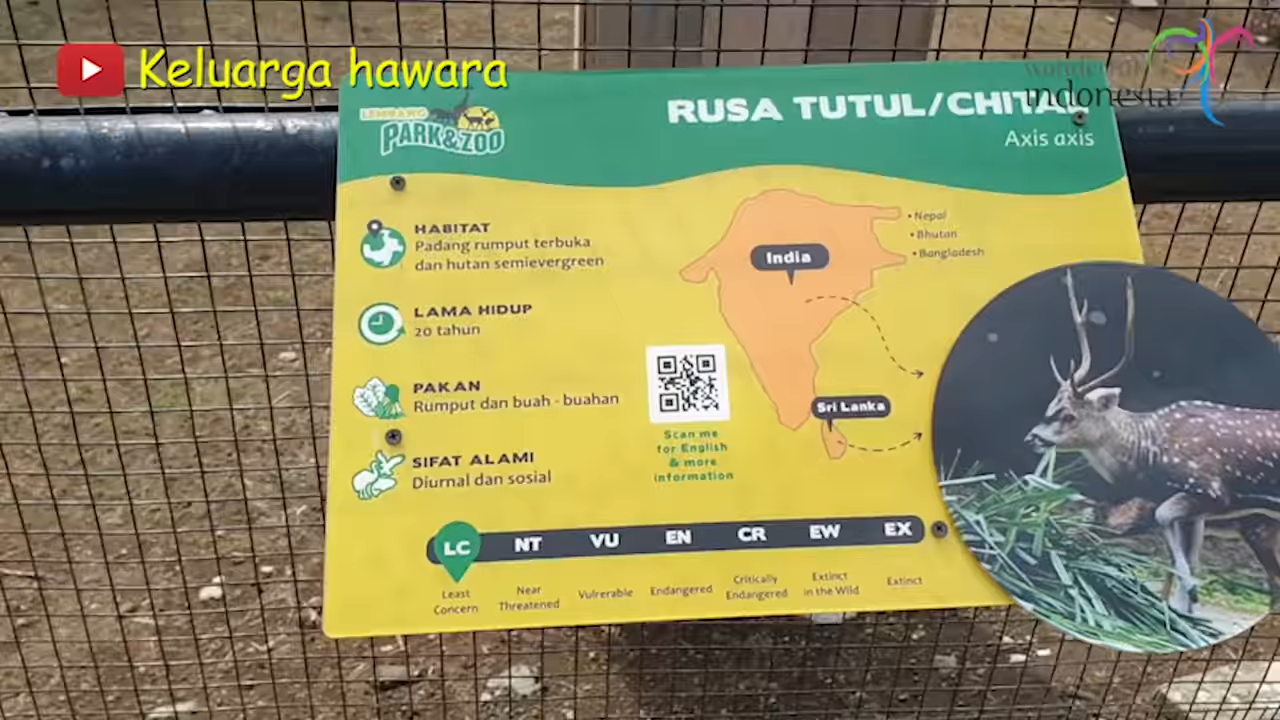 Keluarga hawara
wonderful
indonesia
LEMBANG
PARK&ZOO
RUSA TUTUL/CHITAL
Axis axis
HABITAT
Padang rumput terbuka
dan hutan semievergreen
LAMA HIDUP
20 tahun
PAKAN
Rumput dan buah - buahan
SIFAT ALAMI
Diurnal dan sosial
India
• Nepal
• Bhutan
• Bangladesh
Sri Lanka
Scan me
for English
& more
information
LC NT VU EN CR EW EX
Least
Concern
Near
Threatened
Vulrerable
Endangered
Critically
Endangered
Extinct
in the Wild
Extinct